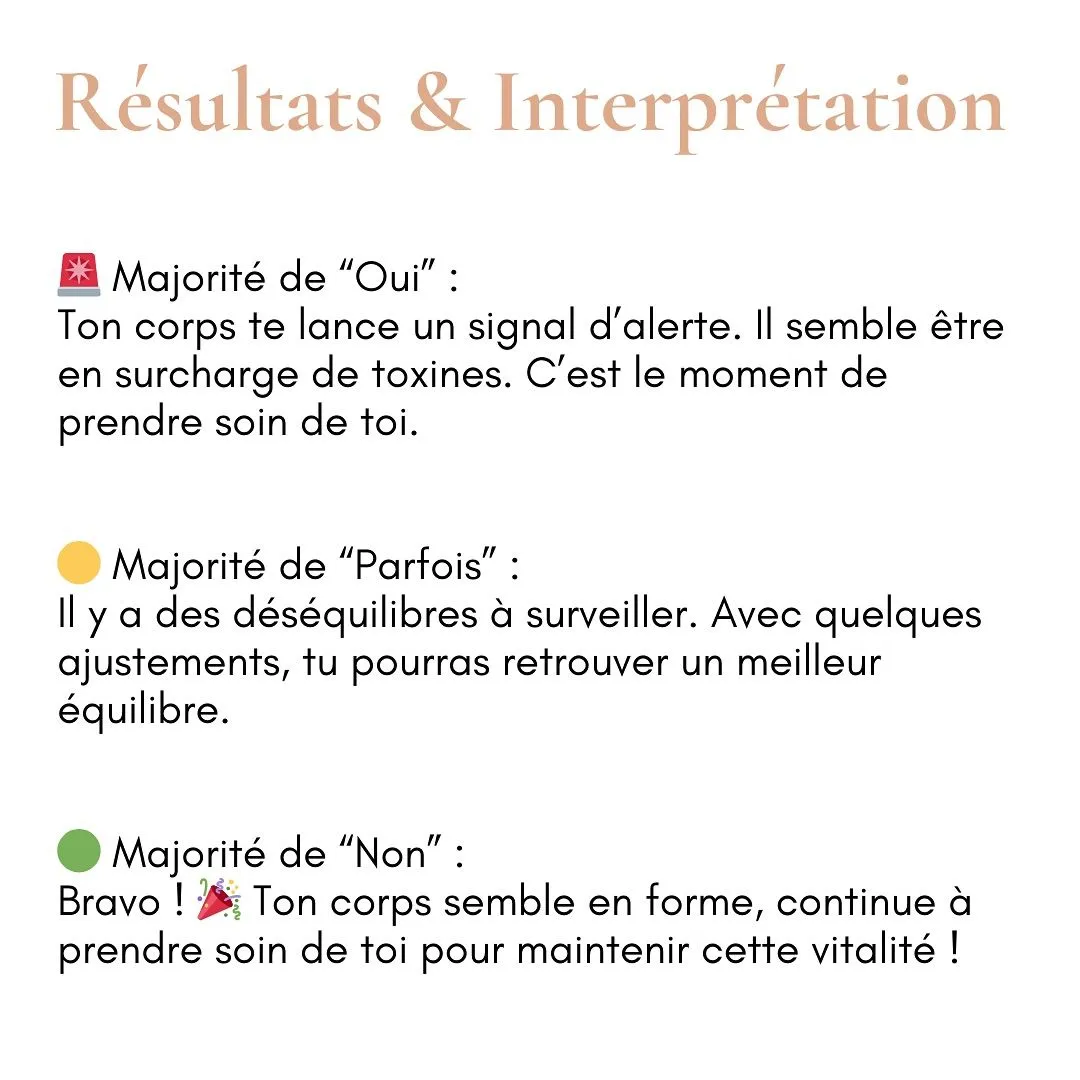 Résultats & Interprétation
🚨 Majorité de “Oui” :
Ton corps te lance un signal d’alerte. Il semble être
en surcharge de toxines. C’est le moment de
prendre soin de toi.
🟡 Majorité de “Parfois” :
Il y a des déséquilibres à surveiller. Avec quelques
ajustements, tu pourras retrouver un meilleur
équilibre.
🟢 Majorité de “Non” :
Bravo ! 🎉 Ton corps semble en forme, continue à
prendre soin de toi pour maintenir cette vitalité !